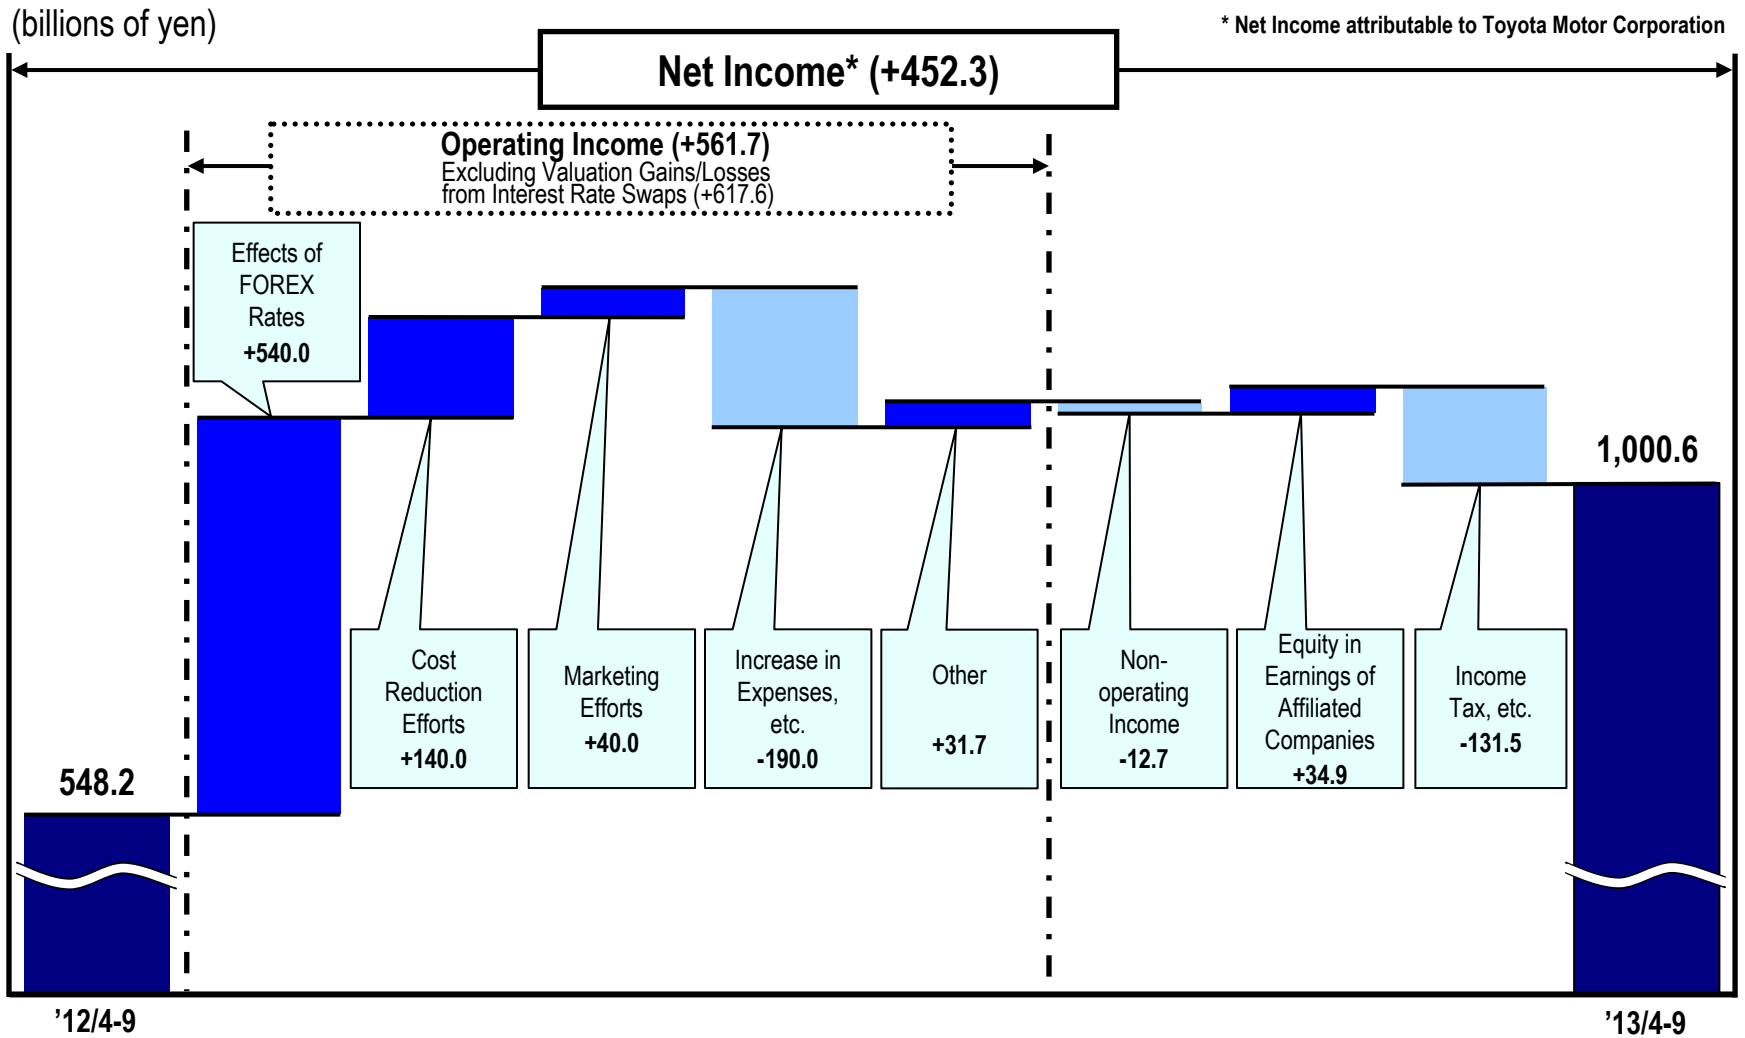 (billions of yen)
* Net Income attributable to Toyota Motor Corporation
Net Income* (+452.3)
Operating Income (+561.7)
Excluding Valuation Gains/Losses
from Interest Rate Swaps (+617.6)
Effects of
FOREX
Rates
+540.0
1,000.6
548.2
Cost
Reduction
Efforts
+140.0
Marketing
Efforts
+40.0
Increase in
Expenses,
etc.
-190.0
Other
+31.7
Non-
operating
Income
-12.7
Equity in
Earnings of
Affiliated
Companies
+34.9
Income
Tax, etc.
-131.5
’12/4-9
’13/4-9